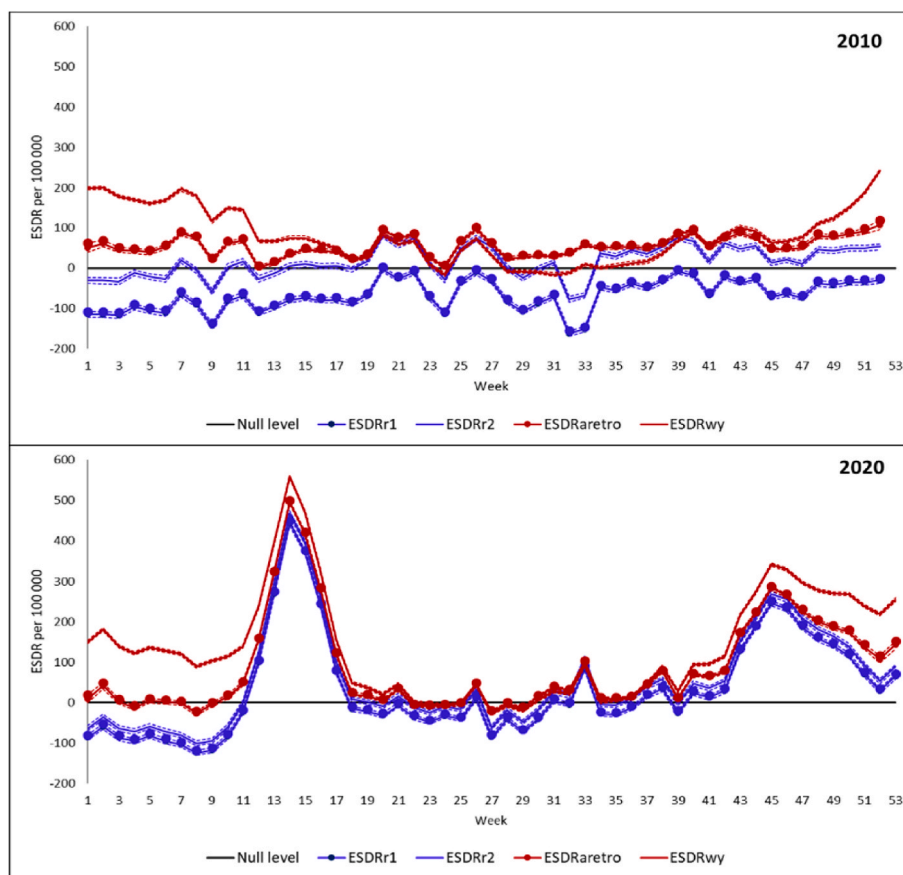 2010
600
500
400
300
200
100
0
-100
-200
ESDR per 100 000
1 3 5 7 9 11 13 15 17 19 21 23 25 27 29 31 33 35 37 39 41 43 45 47 49 51 53
Week
Null level ESDRr1 ESDRr2 ESDRaretro ESDRwy
2020
600
500
400
300
200
100
0
-100
-200
ESDR per 100 000
1 3 5 7 9 11 13 15 17 19 21 23 25 27 29 31 33 35 37 39 41 43 45 47 49 51 53
Week
Null level ESDRr1 ESDRr2 ESDRaretro ESDRwy